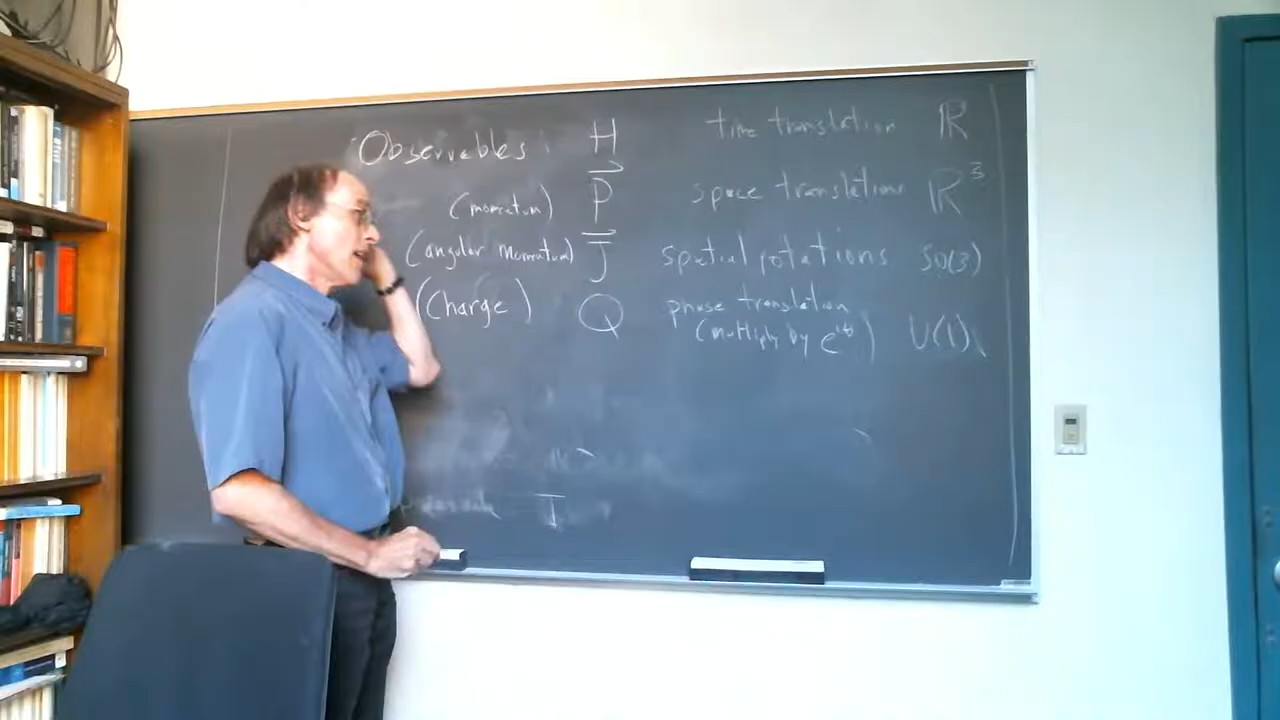 Observables: H time translation ℝ
(momentum) P⃗ space translations ℝ³
(angular momentum) J⃗ spatial rotations SO(3)
(Charge) Q phase translation
(multiply by e^iθ) U(1)